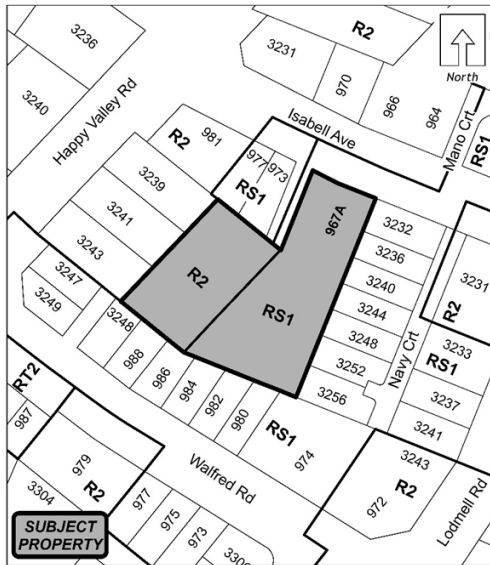 3236
R2
3231
North
3240
970
966
964
Happy Valley Rd
Isabell Ave
Mano Crt
RS1
R2
981
977
973
RS1
3239
967A
3241
3232
3243
3236
R2
3231
R2
3240
3247
RS1
3244
3249
3248
3248
Navy Crt
3233
RS1
988
986
3252
984
RT2
982
3256
3237
987
980
RS1
3241
974
979
Walfred Rd
3243
R2
3304
R2
972
977
Lodmell Rd
975
973
SUBJECT
PROPERTY